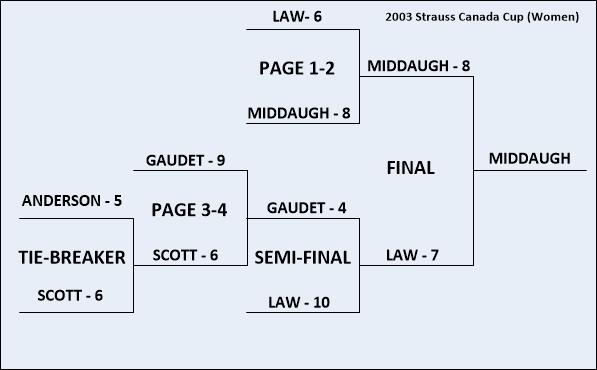 LAW- 6
2003 Strauss Canada Cup (Women)
PAGE 1-2
MIDDAUGH - 8
MIDDAUGH - 8
GAUDET - 9
FINAL
MIDDAUGH
ANDERSON - 5
PAGE 3-4
GAUDET - 4
TIE-BREAKER
SCOTT - 6
SEMI-FINAL
LAW - 7
SCOTT - 6
LAW - 10